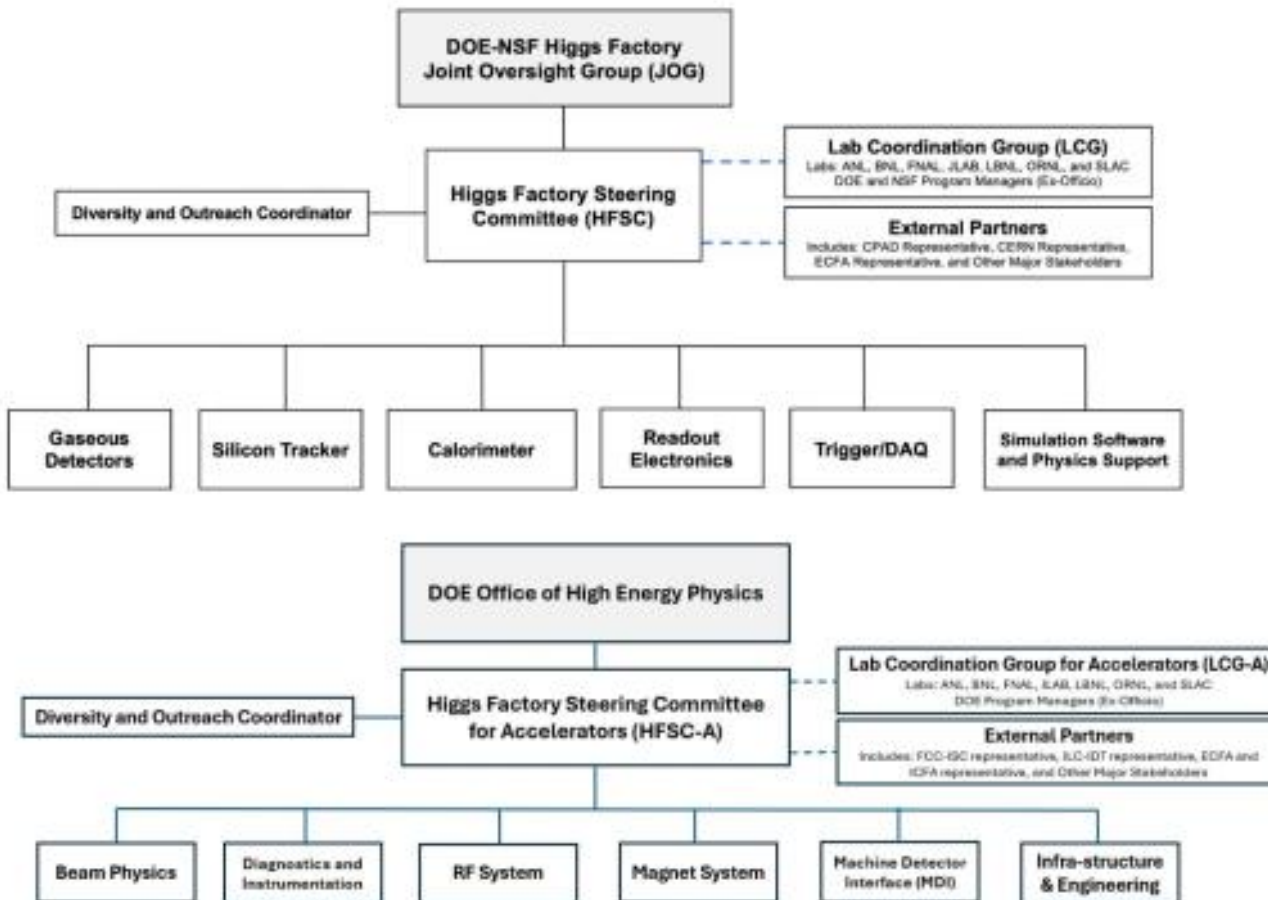 DOE-NSF Higgs Factory
Joint Oversight Group (JOG)
Lab Coordination Group (LCG)
Labs: ANL, BNL, FNAL, JLAB, LBNL, ORNL, and SLAC
DOE and NSF Program Managers (Ex-Officio)
Higgs Factory Steering
Committee (HFSC)
Diversity and Outreach Coordinator
External Partners
Includes: CPAD Representative, CERN Representative,
ECFA Representative, and Other Major Stakeholders
Gaseous
Detectors
Silicon Tracker
Calorimeter
Readout
Electronics
Trigger/DAQ
Simulation Software
and Physics Support
DOE Office of High Energy Physics
Lab Coordination Group for Accelerators (LCG-A)
Labs: ANL, BNL, FNAL, JLAB, LBNL, ORNL, and SLAC
DOE Program Managers (Ex-Officio)
Higgs Factory Steering Committee
for Accelerators (HFSC-A)
Diversity and Outreach Coordinator
External Partners
Includes: FCC-ISC representative, ILC-IDT representative, ECFA and
ICFA representative, and Other Major Stakeholders
Beam Physics
Diagnostics and
Instrumentation
RF System
Magnet System
Machine Detector
Interface (MDI)
Infra-structure
& Engineering